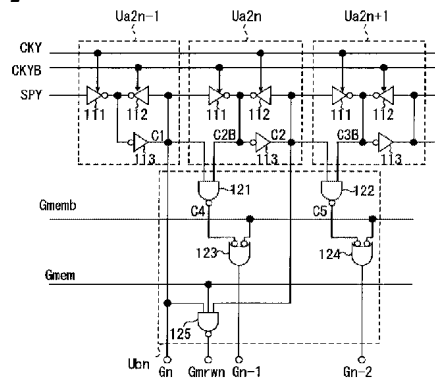 Ua2n-1 Ua2n Ua2n+1
CKY
CKYB
SPY
111 112 111 112 111 112
C1 C2B C2 C3B
113 113 113
121 122
C4 C5
Gmemb
123 124
Gmem
125
Ubn
Gn Gmrwn Gn-1 Gn-2